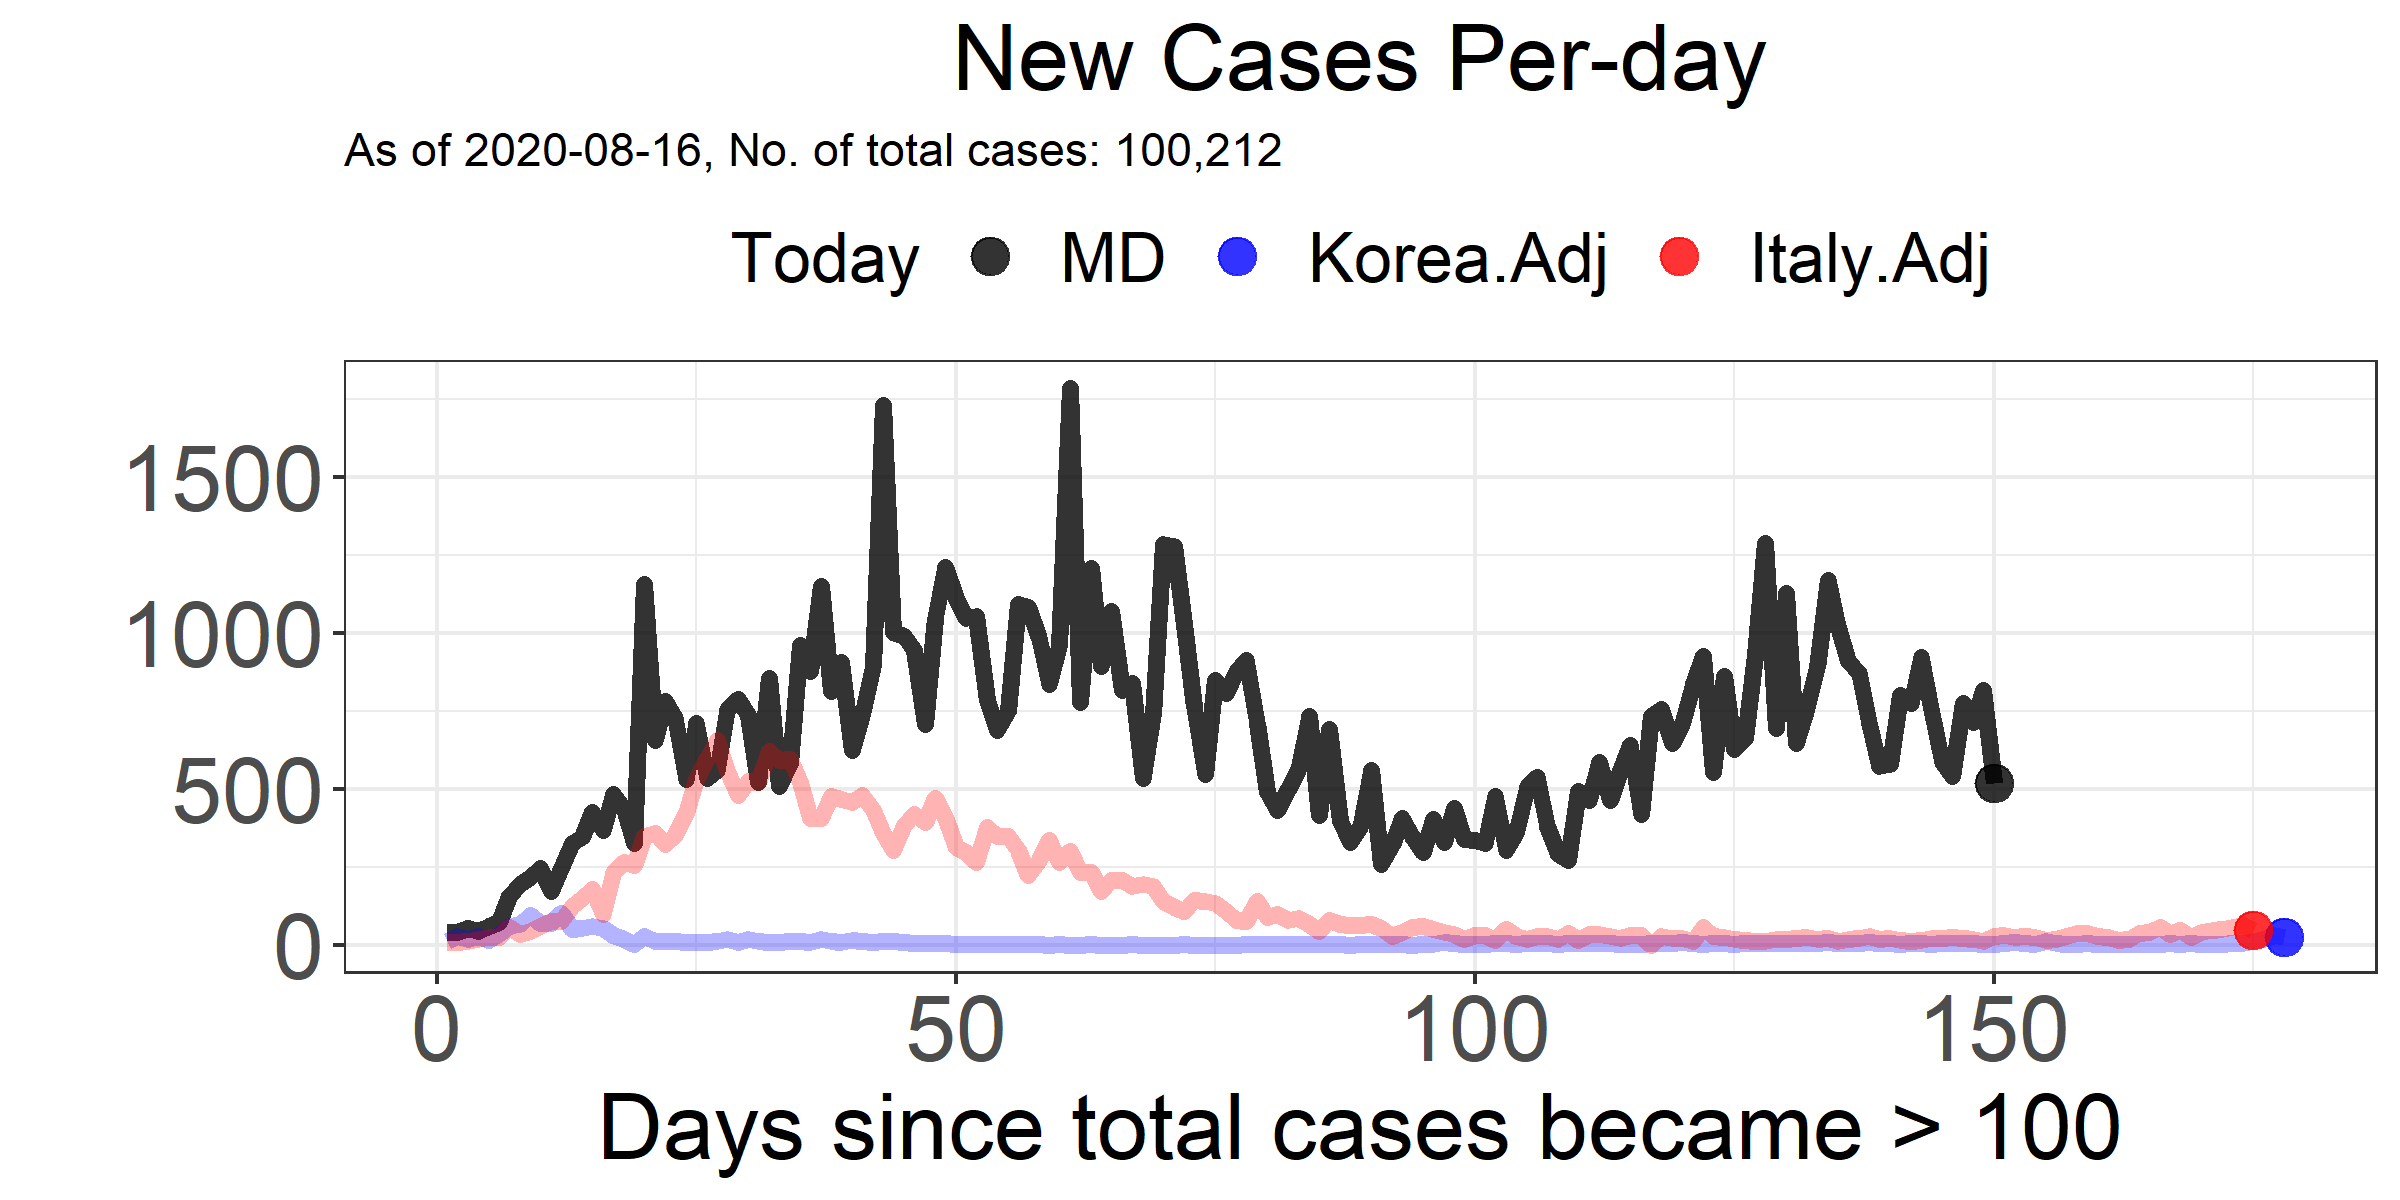 New Cases Per-day
As of 2020-08-16, No. of total cases: 100,212
Today MD Korea.Adj Italy.Adj
1500
1000
500
0
0 50 100 150
Days since total cases became > 100